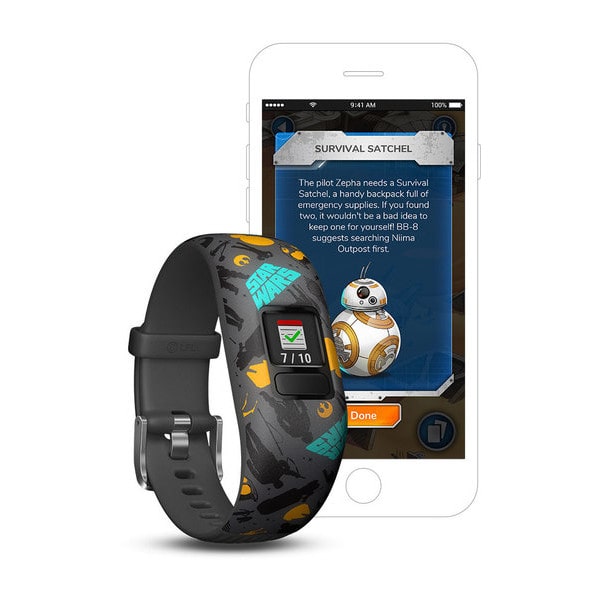 9:41 AM 100%
SURVIVAL SATCHEL
The pilot Zepha needs a Survival
Satchel, a handy backpack full of
emergency supplies. If you found
two, it wouldn't be a bad idea to
keep one for yourself! BB-8
suggests searching Niima
Outpost first.
Done
STAR
WARS
7 / 10